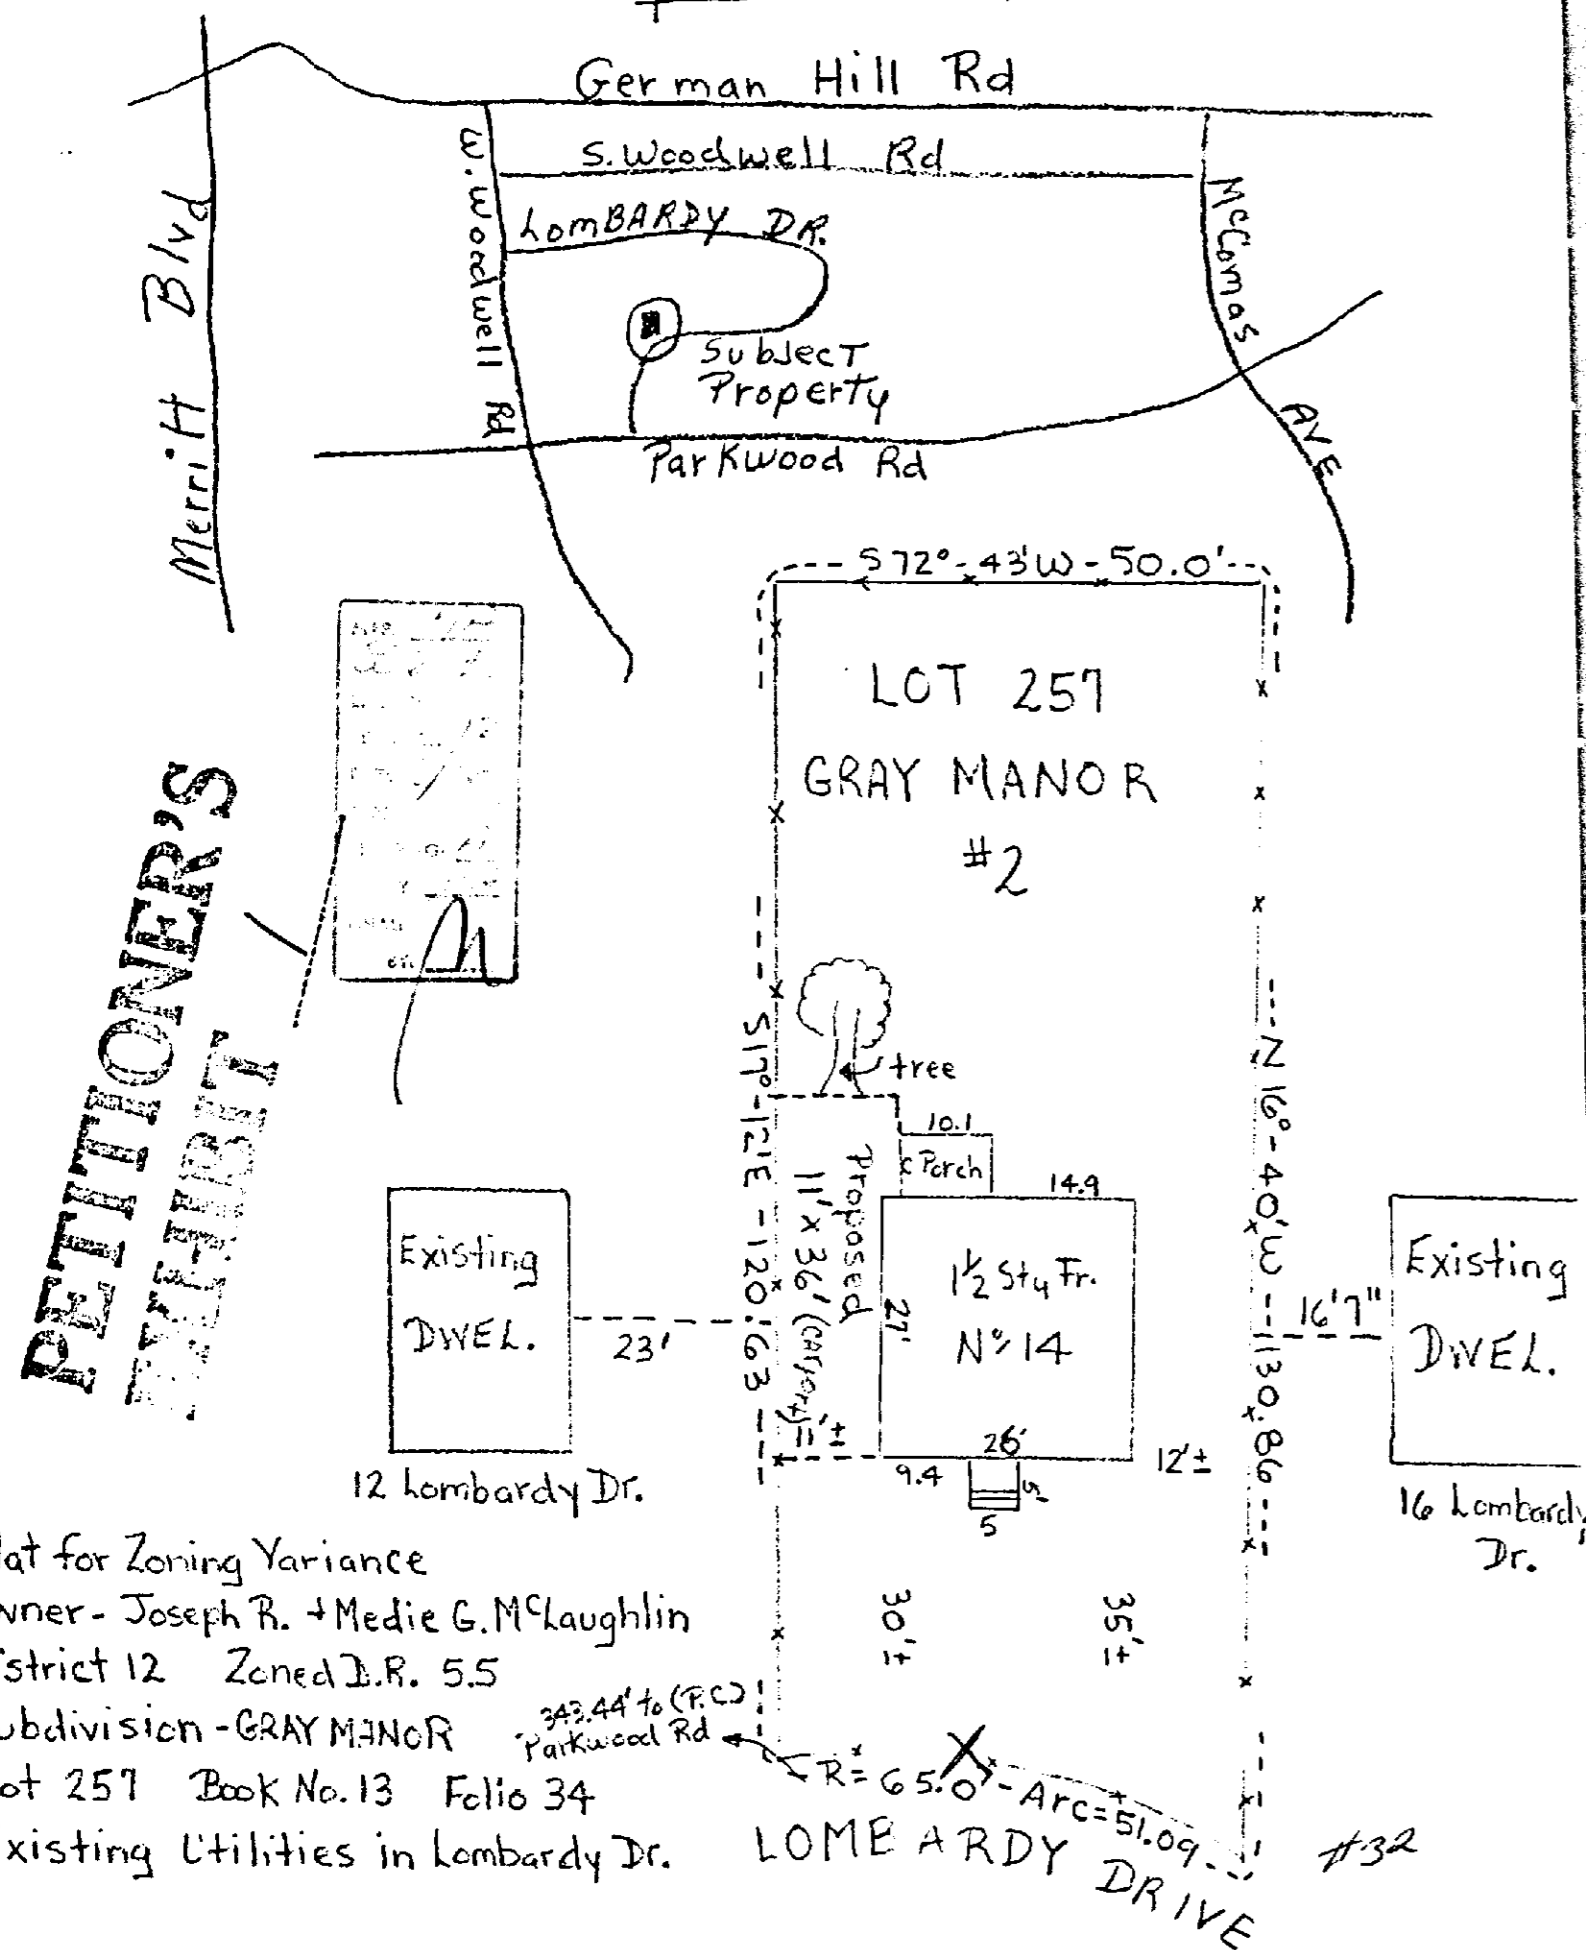 German Hill Rd
S. Woodwell Rd
W. Woodwell Rd
LomBARDY DR.
McComas AVE
Merritt Blvd
SubJecT
ProperTy
ParKwood Rd
S 72° - 43' W - 50.0'
LOT 257
GRAY MANOR
#2
PETITIONER'S
EXHIBIT
tree
S 17° - 12' E - 120.63
N 16° - 40' W - 130.86
10.1
Porch
14.9
Proposed
11' x 36' (carport)
11' ±
27'
1½ Sty Fr.
Nº 14
26'
9.4
5
5
12' ±
Existing
DWEL.
23'
12 Lombardy Dr.
16'7"
Existing
DWEL.
16 Lombardy
Dr.
30' ±
35' ±
lat for Zoning Variance
wner - Joseph R. + Medie G. McLaughlin
istrict 12 Zoned D.R. 5.5
ubdivision - GRAY MANOR
ot 257 Book No. 13 Folio 34
xisting Utilities in Lombardy Dr.
343.44' to (P.C)
Parkwood Rd
R = 65.0' - Arc = 51.09
LOMBARDY DRIVE
#32